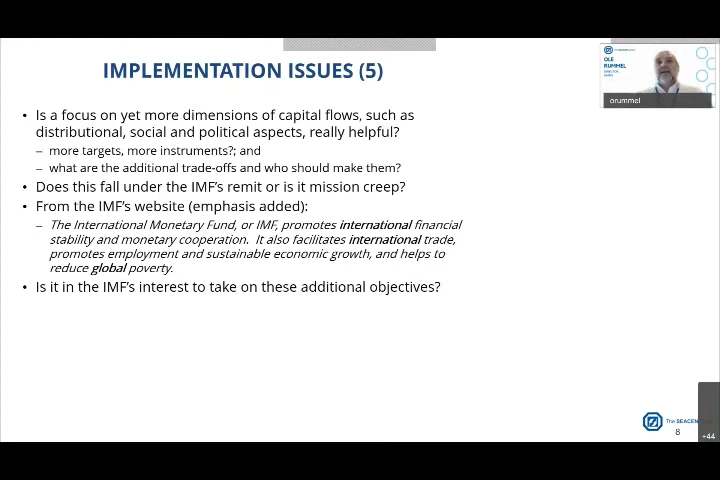 IMPLEMENTATION ISSUES (5)
• Is a focus on yet more dimensions of capital flows, such as
distributional, social and political aspects, really helpful?
– more targets, more instruments?; and
– what are the additional trade-offs and who should make them?
• Does this fall under the IMF's remit or is it mission creep?
• From the IMF's website (emphasis added):
– The International Monetary Fund, or IMF, promotes international financial
stability and monetary cooperation. It also facilitates international trade,
promotes employment and sustainable economic growth, and helps to
reduce global poverty.
• Is it in the IMF's interest to take on these additional objectives?
OLE
RUMMEL
orummel
The SEACEN
8
+44